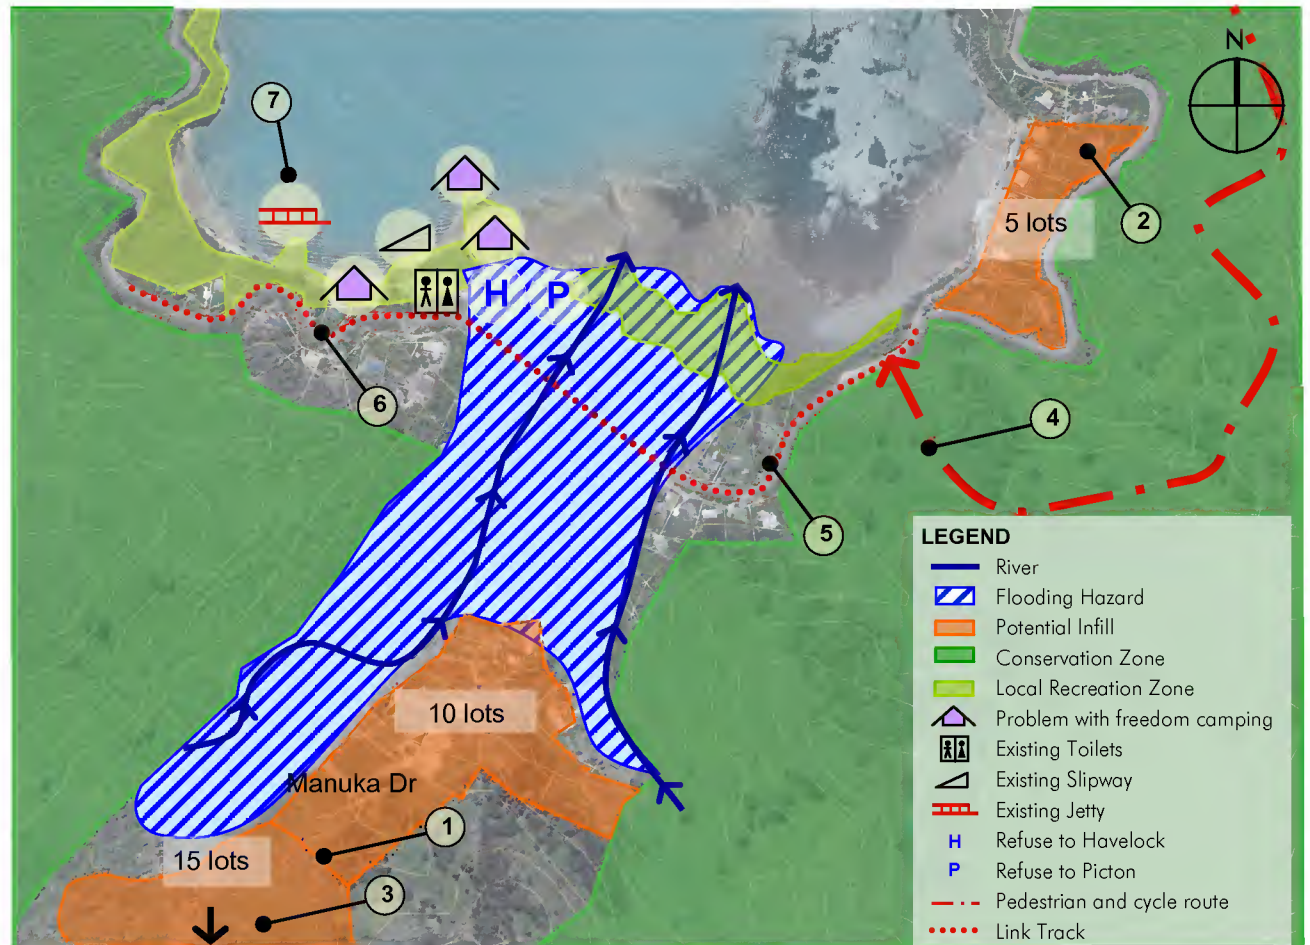 N
7
2
5 lots
H P
6
4
5
10 lots
Manuka Dr
1
15 lots
3
LEGEND
River
Flooding Hazard
Potential Infill
Conservation Zone
Local Recreation Zone
Problem with freedom camping
Existing Toilets
Existing Slipway
Existing Jetty
H Refuse to Havelock
P Refuse to Picton
Pedestrian and cycle route
Link Track